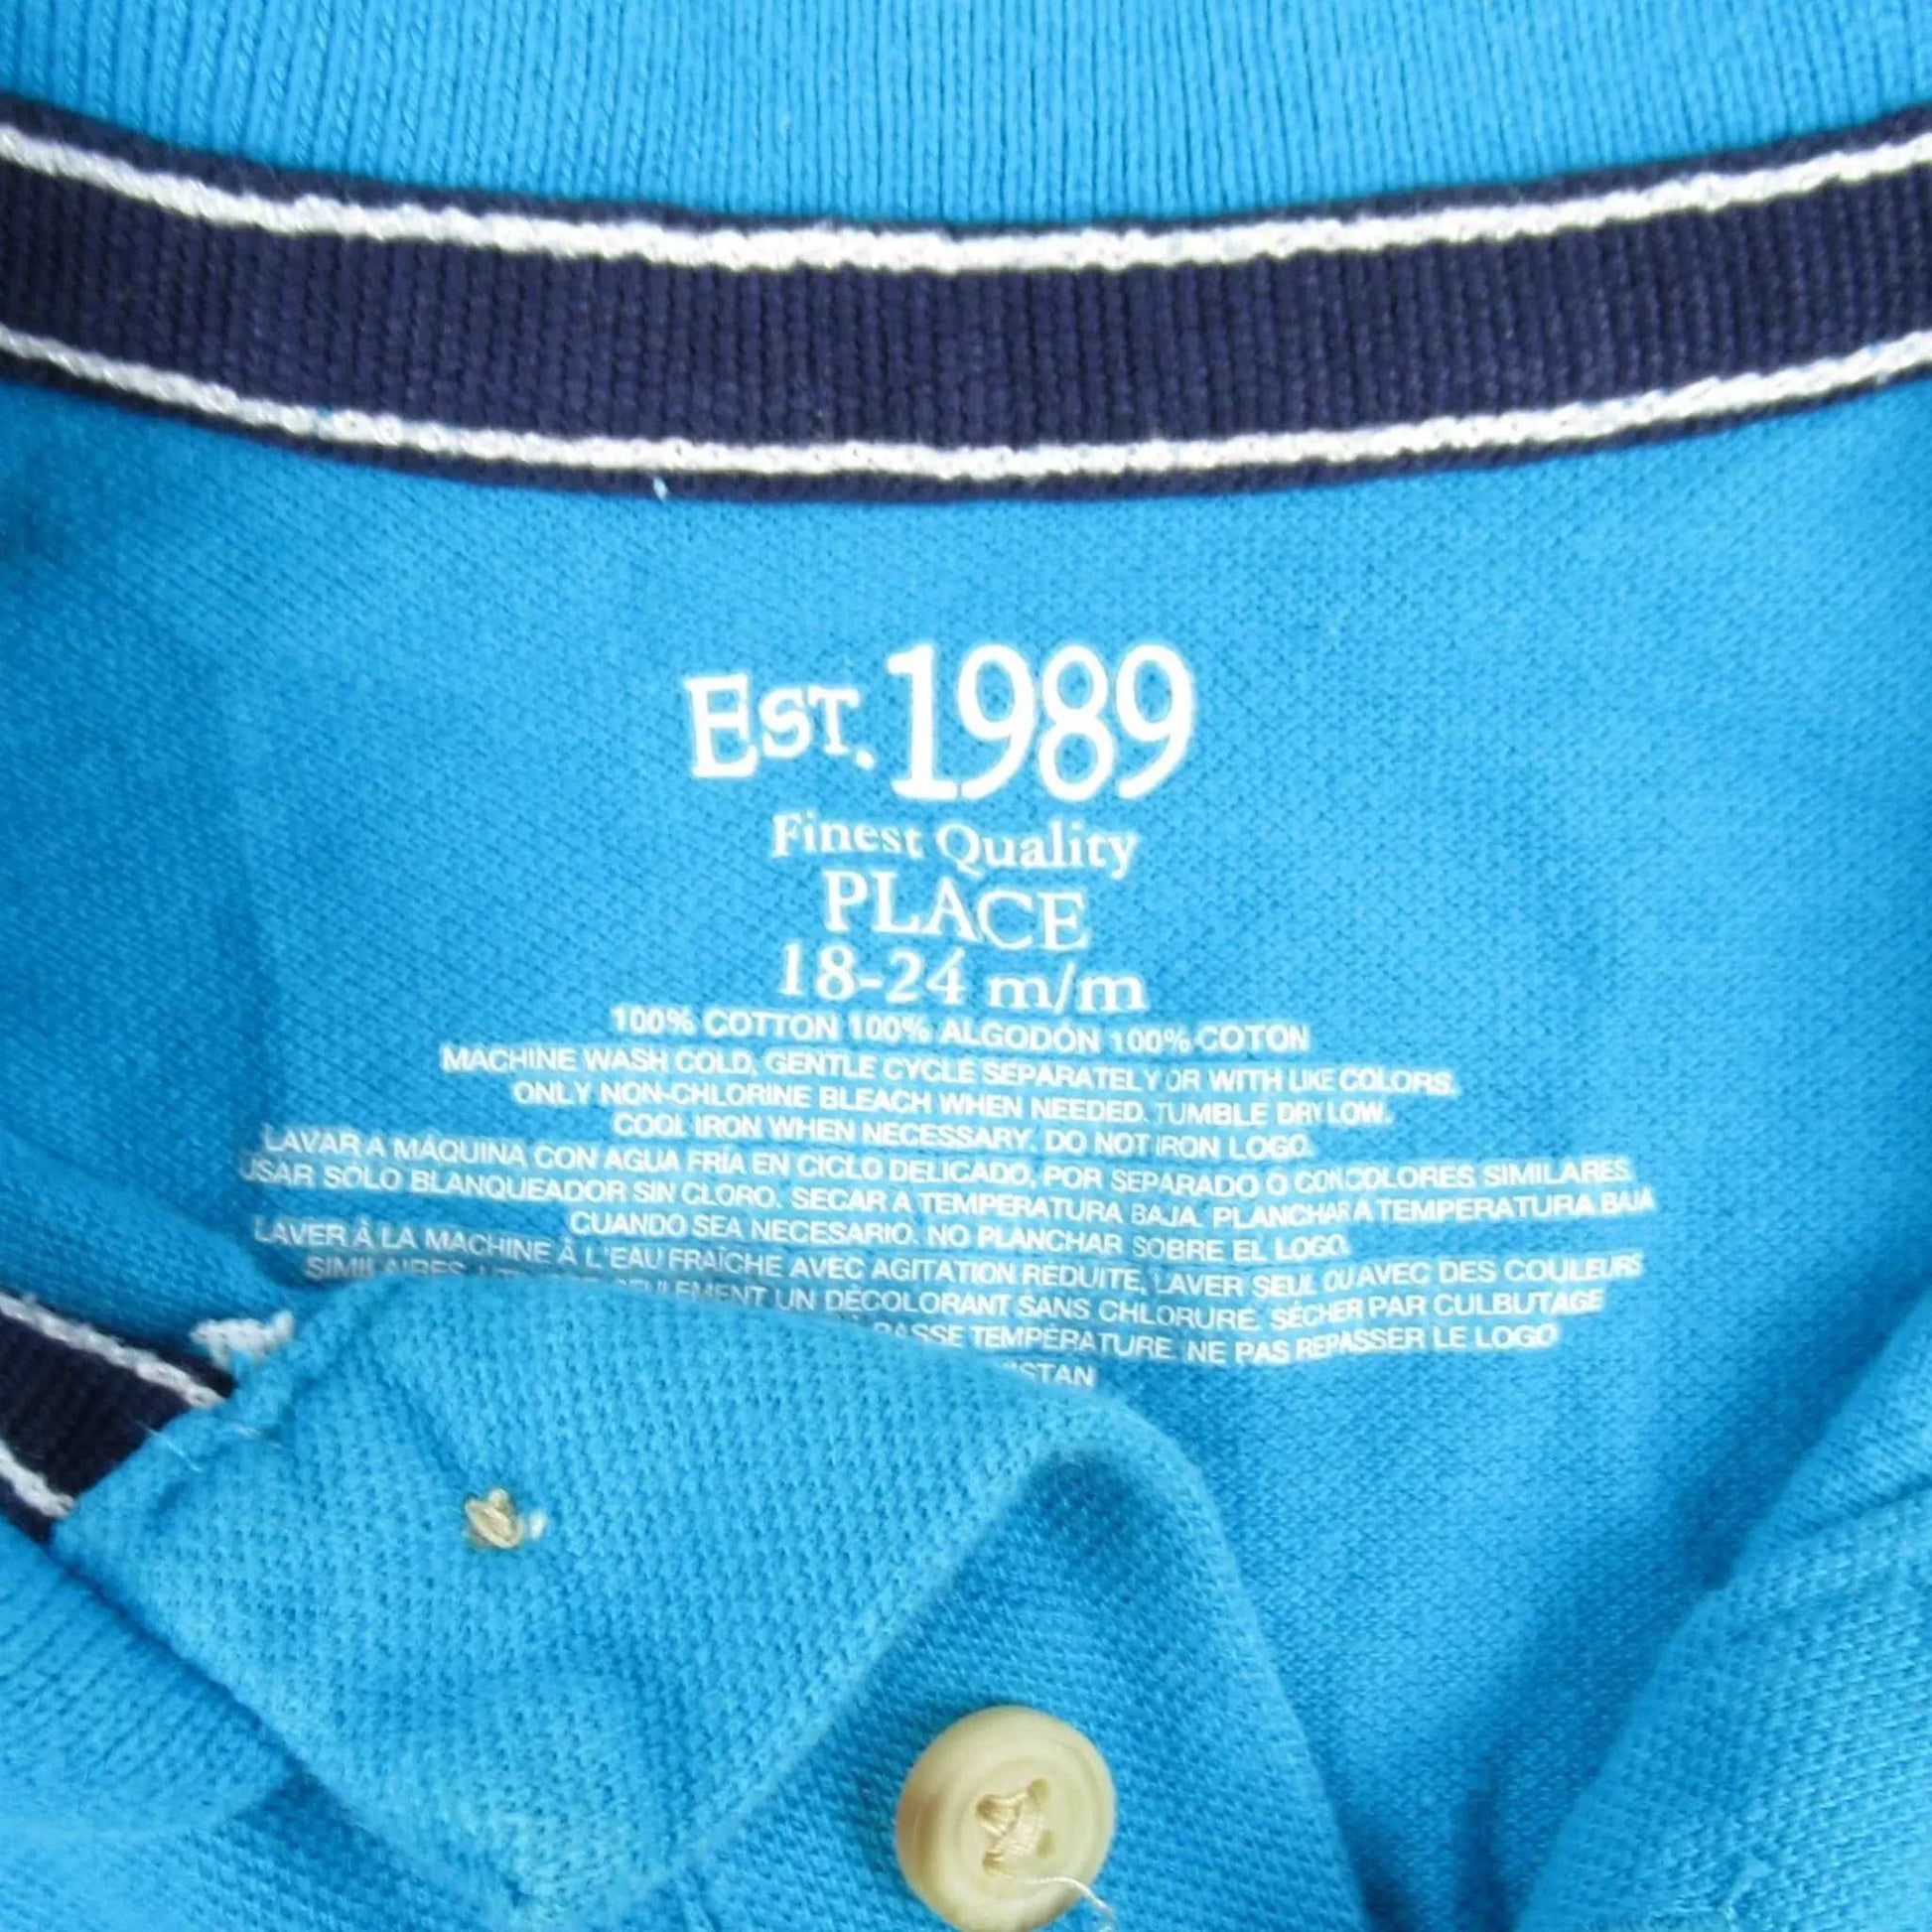 EST. 1989
Finest Quality
PLACE
18-24 m/m
100% COTTON 100% ALGODÓN 100% COTON
MACHINE WASH COLD, GENTLE CYCLE SEPARATELY OR WITH LIKE COLORS.
ONLY NON-CHLORINE BLEACH WHEN NEEDED. TUMBLE DRY LOW.
COOL IRON WHEN NECESSARY. DO NOT IRON LOGO.
LAVAR A MÁQUINA CON AGUA FRÍA EN CICLO DELICADO, POR SEPARADO O CON COLORES SIMILARES.
USAR SOLO BLANQUEADOR SIN CLORO. SECAR A TEMPERATURA BAJA. PLANCHAR A TEMPERATURA BAJA
CUANDO SEA NECESARIO. NO PLANCHAR SOBRE EL LOGO.
LAVER À LA MACHINE À L'EAU FRAÎCHE AVEC AGITATION RÉDUITE, LAVER SEUL OU AVEC DES COULEURS
SIMILAIRES. SEULEMENT UN DÉCOLORANT SANS CHLORURE. SÉCHER PAR CULBUTAGE
BASSE TEMPÉRATURE. NE PAS REPASSER LE LOGO